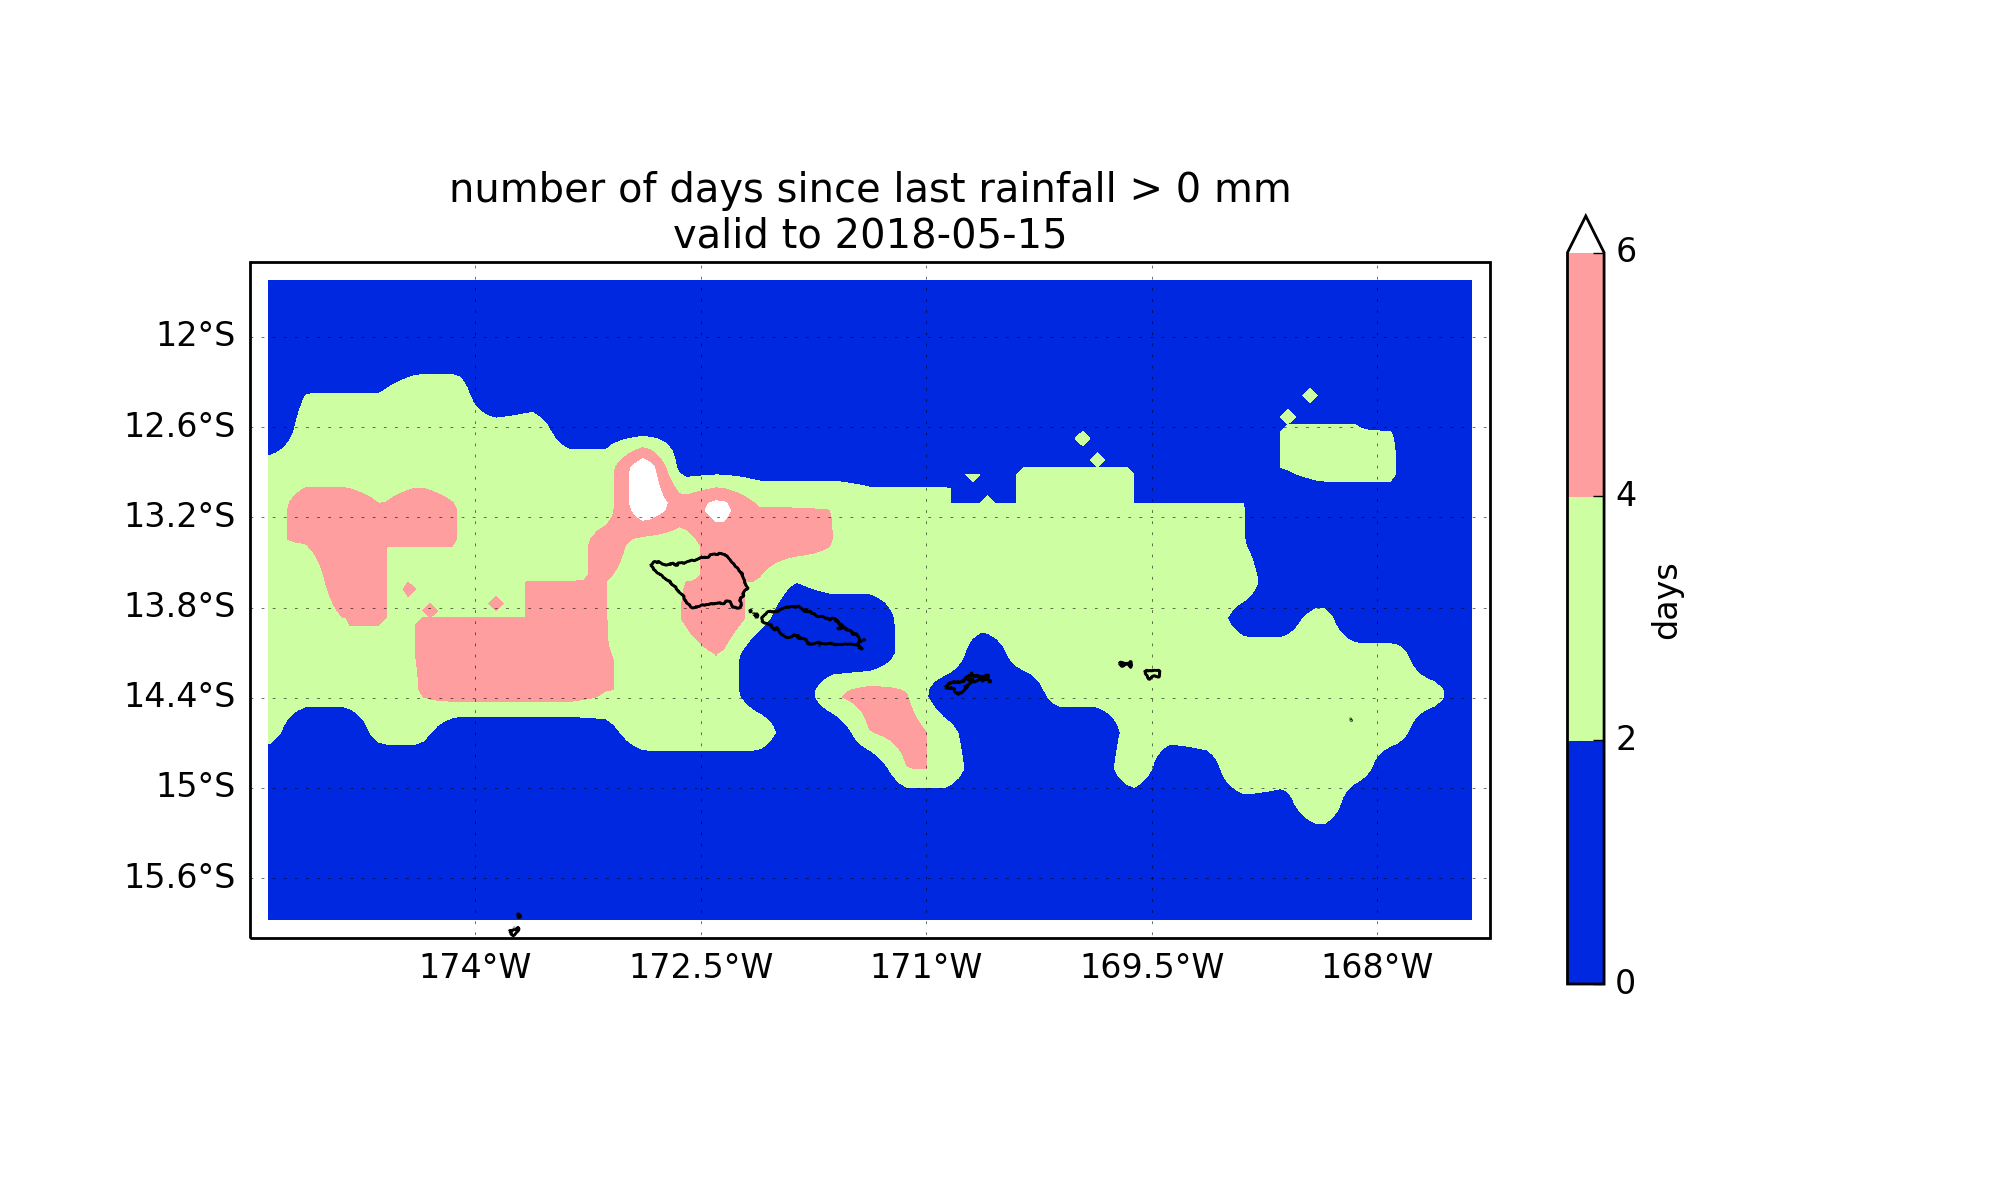 number of days since last rainfall > 0 mm
valid to 2018-05-15
12°S
12.6°S
13.2°S
13.8°S
14.4°S
15°S
15.6°S
174°W
172.5°W
171°W
169.5°W
168°W
6
4
2
0
days